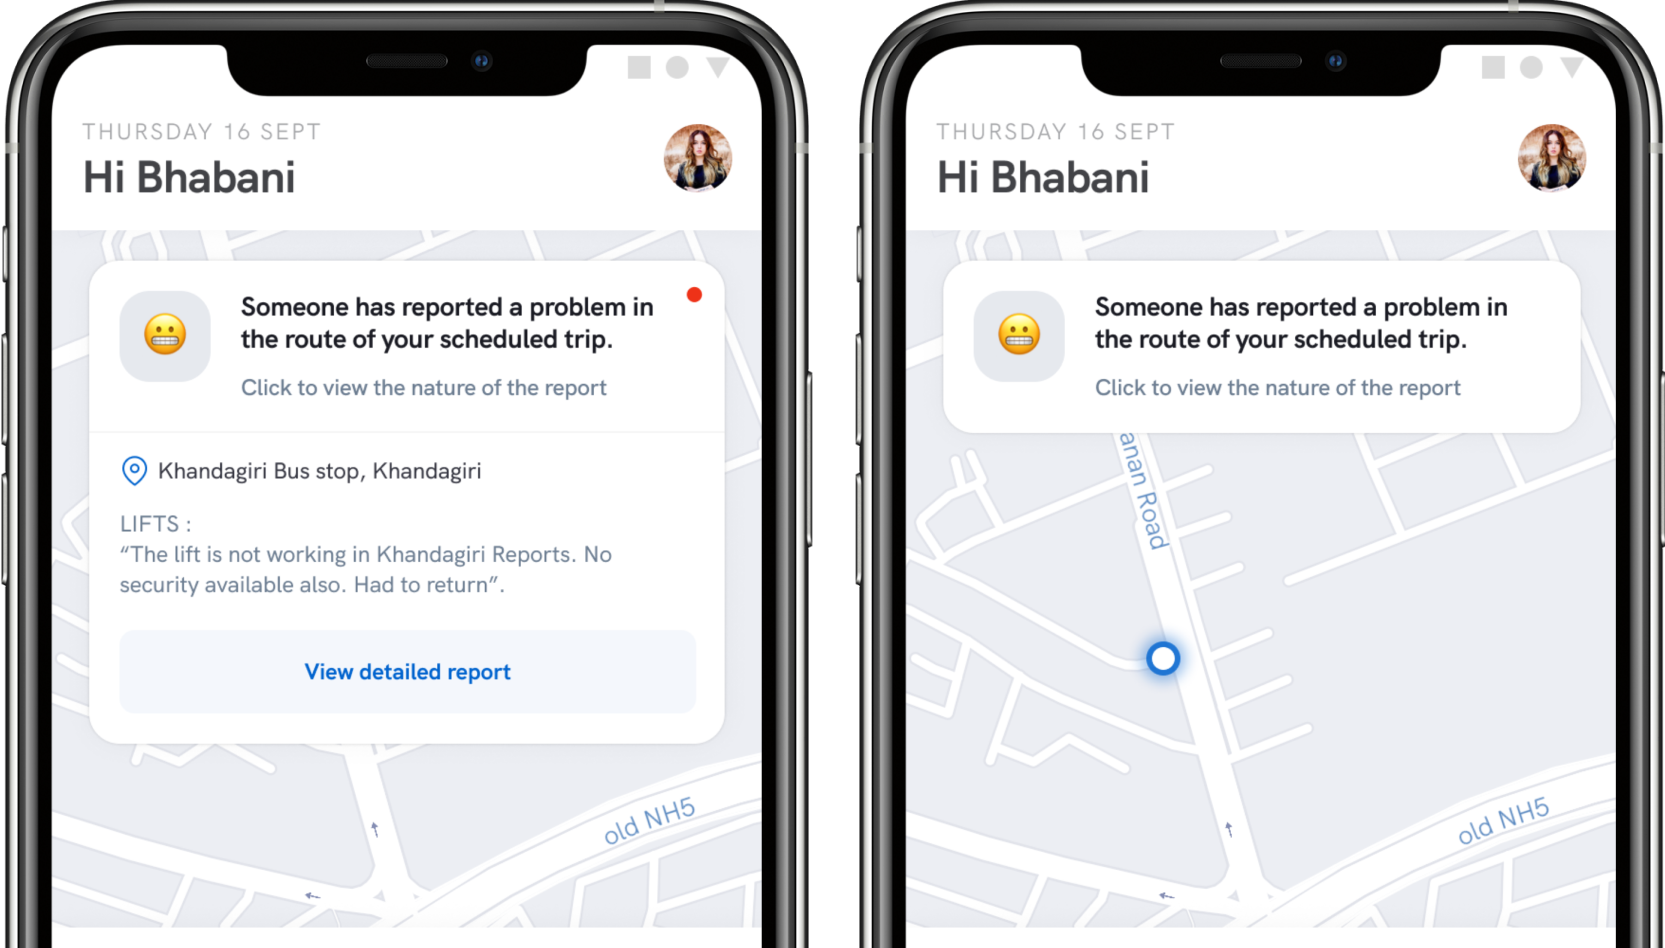 THURSDAY 16 SEPT
Hi Bhabani
Someone has reported a problem in
the route of your scheduled trip.
Click to view the nature of the report
Khandagiri Bus stop, Khandagiri
LIFTS :
“The lift is not working in Khandagiri Reports. No
security available also. Had to return”.
View detailed report
old NH5
THURSDAY 16 SEPT
Hi Bhabani
Someone has reported a problem in
the route of your scheduled trip.
Click to view the nature of the report
anan Road
old NH5